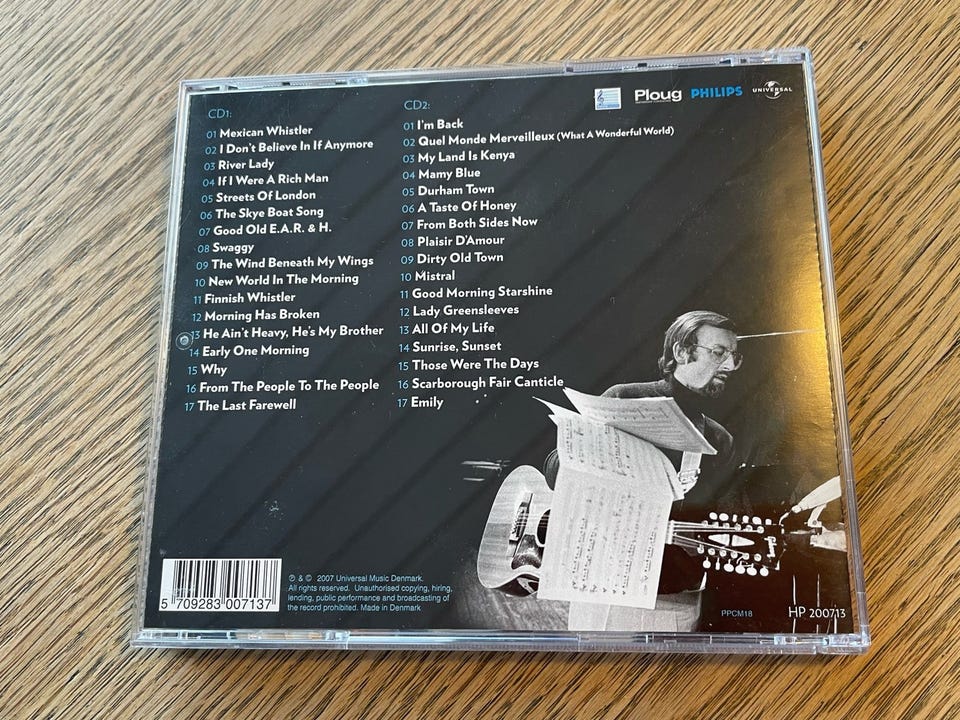 CD1:
01 Mexican Whistler
02 I Don't Believe In If Anymore
03 River Lady
04 If I Were A Rich Man
05 Streets Of London
06 The Skye Boat Song
07 Good Old E.A.R. & H.
08 Swaggy
09 The Wind Beneath My Wings
10 New World In The Morning
11 Finnish Whistler
12 Morning Has Broken
13 He Ain't Heavy, He's My Brother
14 Early One Morning
15 Why
16 From The People To The People
17 The Last Farewell
CD2:
01 I'm Back
02 Quel Monde Merveilleux (What A Wonderful World)
03 My Land Is Kenya
04 Mamy Blue
05 Durham Town
06 A Taste Of Honey
07 From Both Sides Now
08 Plaisir D'Amour
09 Dirty Old Town
10 Mistral
11 Good Morning Starshine
12 Lady Greensleeves
13 All Of My Life
14 Sunrise, Sunset
15 Those Were The Days
16 Scarborough Fair Canticle
17 Emily
Ploug
PHILIPS
UNIVERSAL
5 709283 007137
℗ & © 2007 Universal Music Denmark.
All rights reserved. Unauthorised copying, hiring,
lending, public performance and broadcasting of
the record prohibited. Made in Denmark
PPCM18
HP 200713